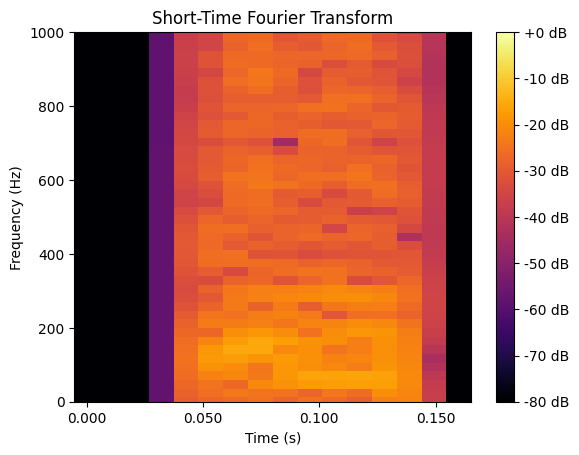 Short-Time Fourier Transform
1000
800
600
400
200
0
Frequency (Hz)
0.000
0.050
0.100
0.150
Time (s)
+0 dB
-10 dB
-20 dB
-30 dB
-40 dB
-50 dB
-60 dB
-70 dB
-80 dB